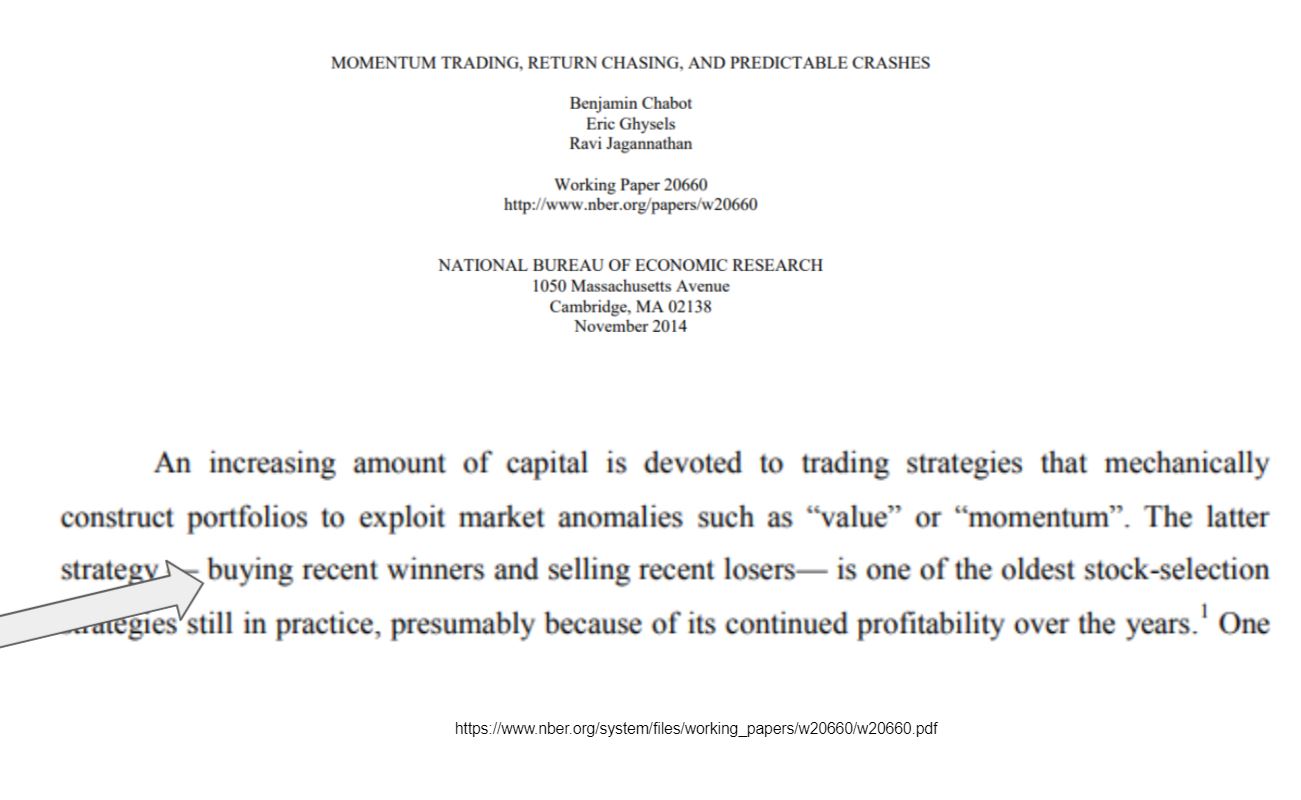 MOMENTUM TRADING, RETURN CHASING, AND PREDICTABLE CRASHES
Benjamin Chabot
Eric Ghysels
Ravi Jagannathan
Working Paper 20660
http://www.nber.org/papers/w20660
NATIONAL BUREAU OF ECONOMIC RESEARCH
1050 Massachusetts Avenue
Cambridge, MA 02138
November 2014
An increasing amount of capital is devoted to trading strategies that mechanically
construct portfolios to exploit market anomalies such as “value” or “momentum”. The latter
strategy — buying recent winners and selling recent losers— is one of the oldest stock-selection
strategies still in practice, presumably because of its continued profitability over the years.1 One
https://www.nber.org/system/files/working_papers/w20660/w20660.pdf